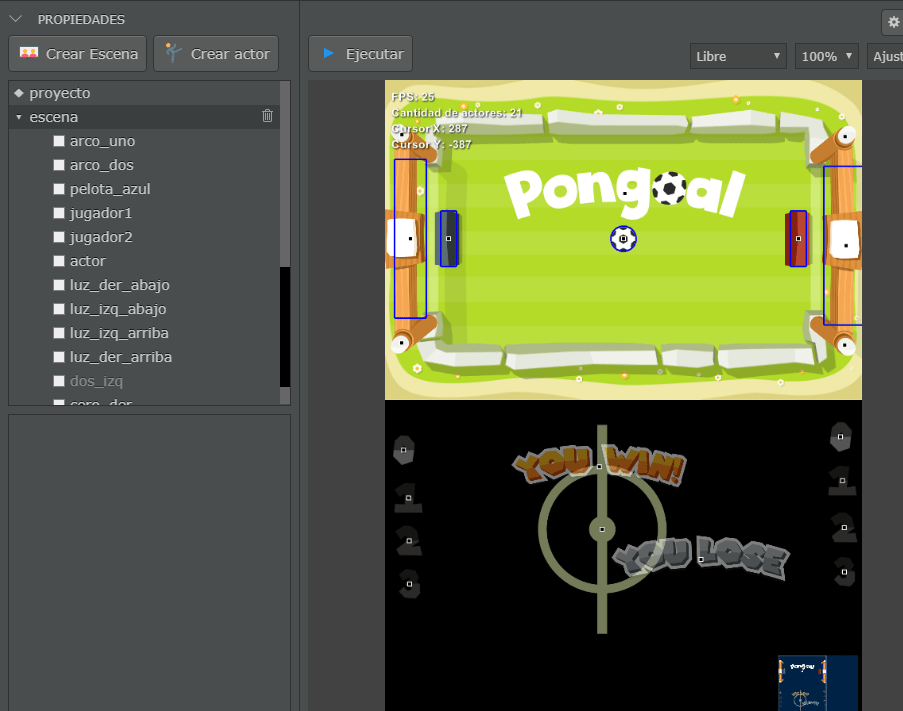 PROPIEDADES
Crear Escena
Crear actor
Ejecutar
Libre
100%
Ajust
proyecto
escena
arco_uno
arco_dos
pelota_azul
jugador1
jugador2
actor
luz_der_abajo
luz_izq_abajo
luz_izq_arriba
luz_der_arriba
dos_izq
cero_der
FPS: 25
Cantidad de actores: 21
Cursor X: 287
Cursor Y: -387
Pongoal
YOU WIN!
YOU LOSE
0
1
2
3
0
1
2
3
Pongoal